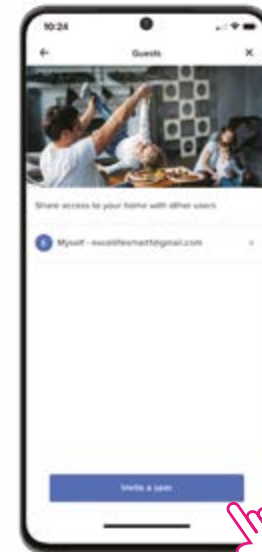 10:24
Guests
Share access to your home with other users
Myself -
Invite a user